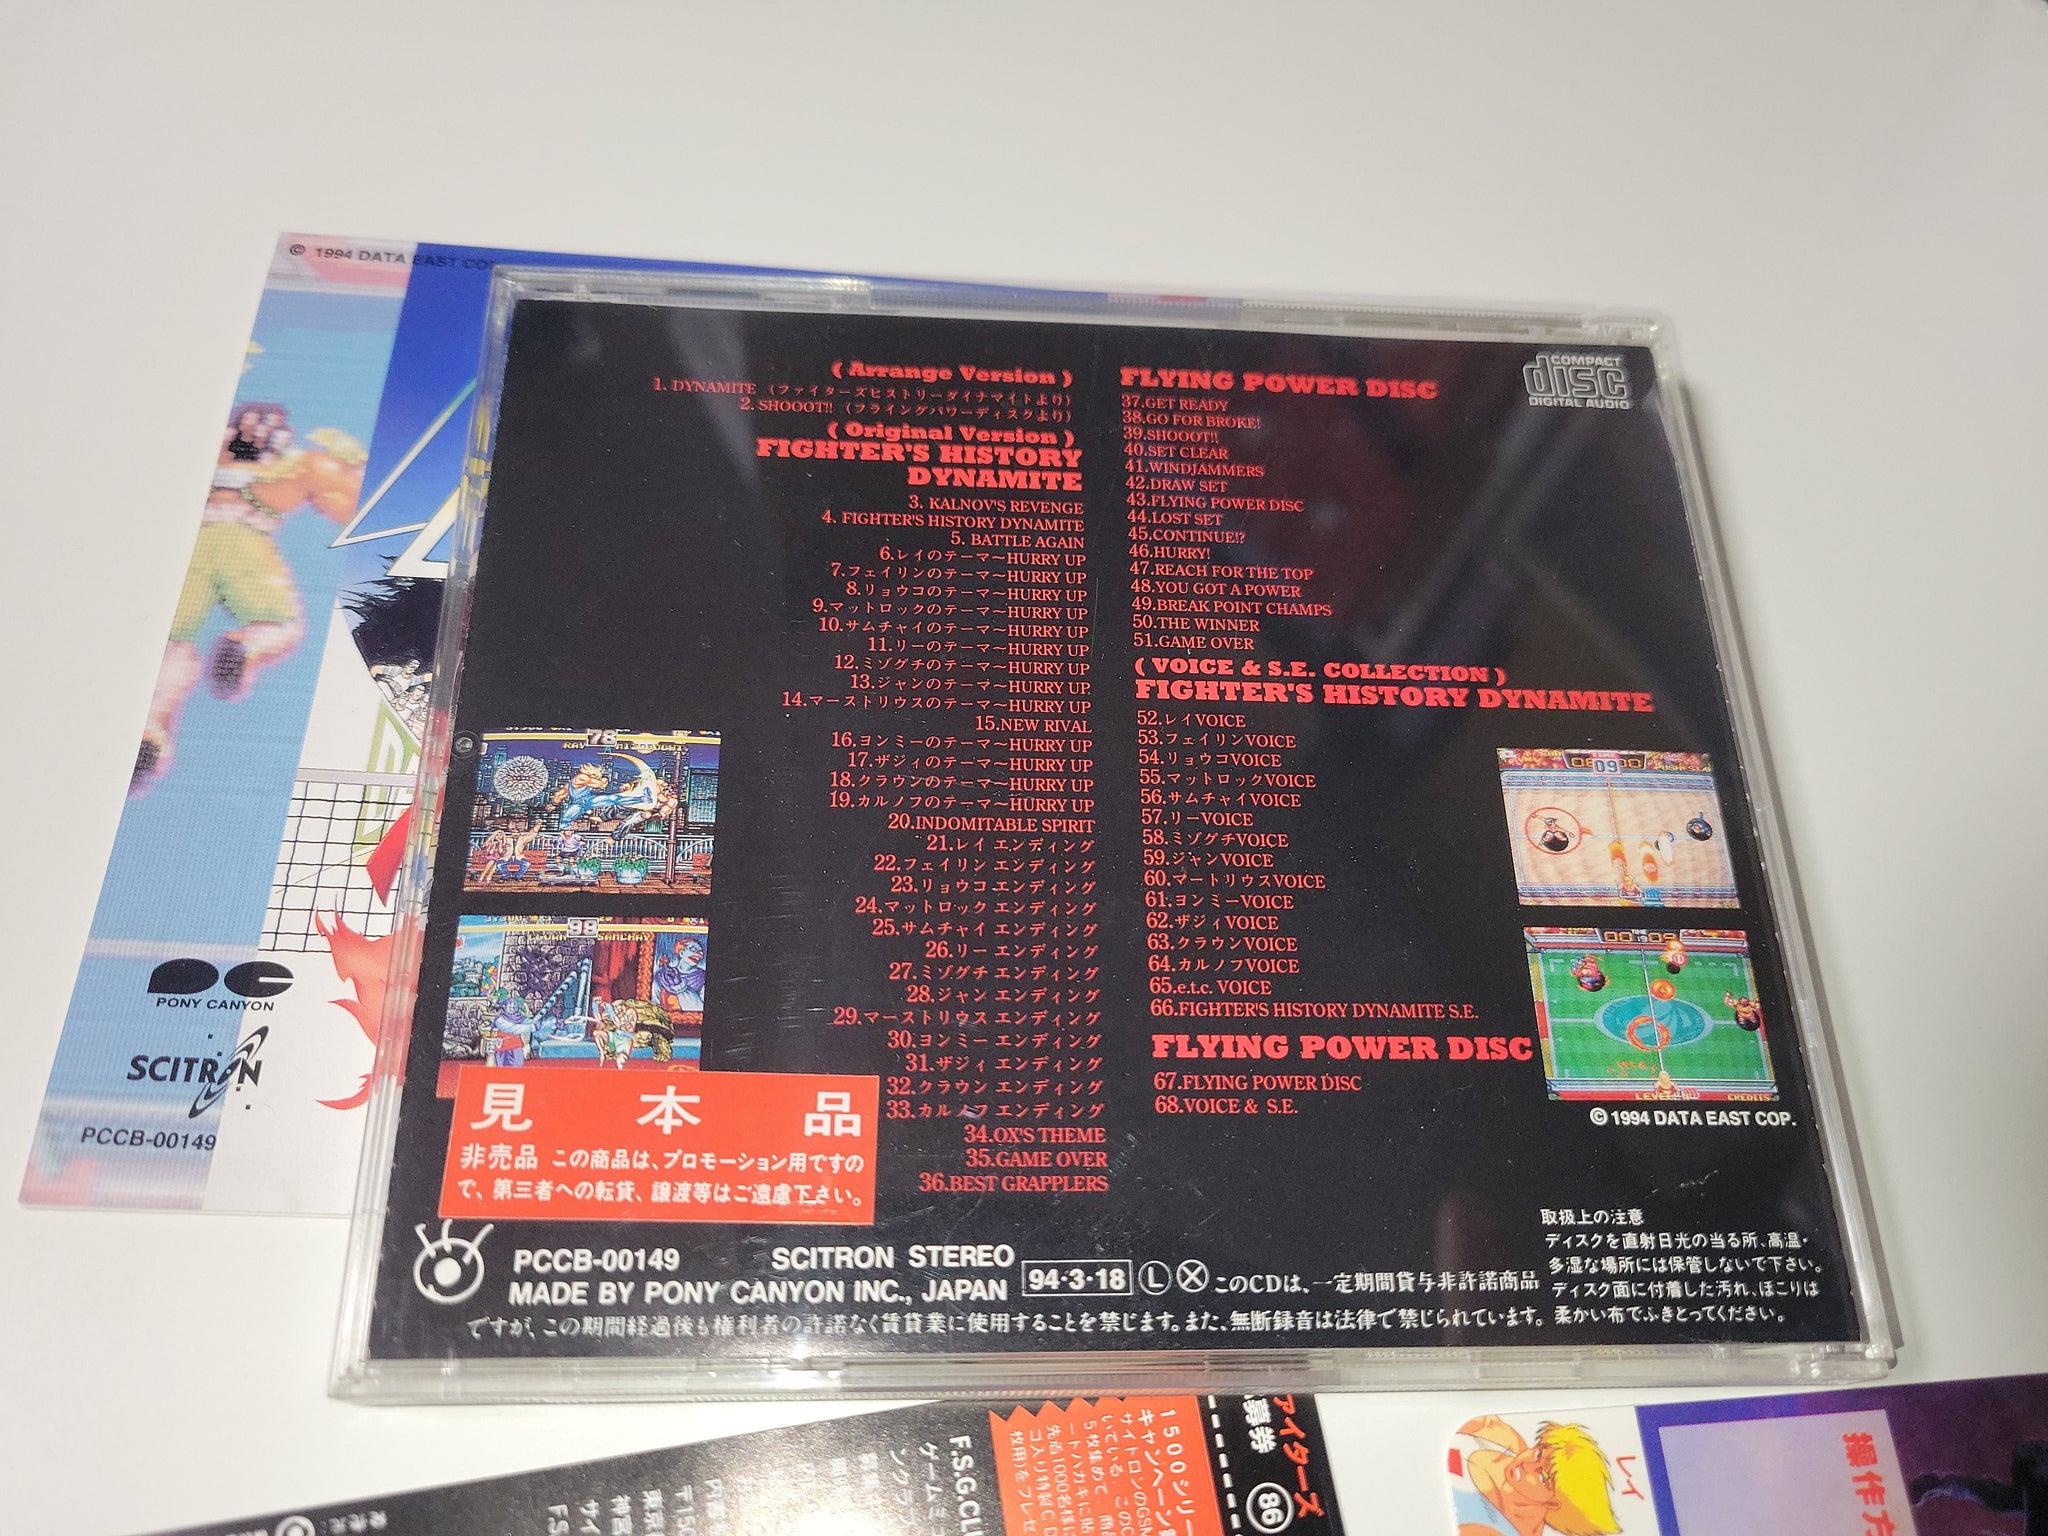 © 1994 DATA EAST
PONY CANYON
SCITRON
PCCB-00149
( Arrange Version )
1. DYNAMITE (ファイターズヒストリーダイナマイトより)
2. SHOOOT!! (フライングパワーディスクより)
( Original Version )
FIGHTER'S HISTORY
DYNAMITE
3. KALNOV'S REVENGE
4. FIGHTER'S HISTORY DYNAMITE
5. BATTLE AGAIN
6.レイのテーマ〜HURRY UP
7.フェイリンのテーマ〜HURRY UP
8.リョウコのテーマ〜HURRY UP
9.マットロックのテーマ〜HURRY UP
10.サムチャイのテーマ〜HURRY UP
11.リーのテーマ〜HURRY UP
12.ミゾグチのテーマ〜HURRY UP
13.ジャンのテーマ〜HURRY UP
14.マーストリウスのテーマ〜HURRY UP
15.NEW RIVAL
16.ヨンミーのテーマ〜HURRY UP
17.ザジィのテーマ〜HURRY UP
18.クラウンのテーマ〜HURRY UP
19.カルノフのテーマ〜HURRY UP
20.INDOMITABLE SPIRIT
21.レイ エンディング
22.フェイリン エンディング
23.リョウコ エンディング
24.マットロック エンディング
25.サムチャイ エンディング
26.リー エンディング
27.ミゾグチ エンディング
28.ジャン エンディング
29.マーストリウス エンディング
30.ヨンミー エンディング
31.ザジィ エンディング
32.クラウン エンディング
33.カルノフ エンディング
34.OX'S THEME
35.GAME OVER
36.BEST GRAPPLERS
FLYING POWER DISC
37.GET READY
38.GO FOR BROKE!
39.SHOOOT!!
40.SET CLEAR
41.WINDJAMMERS
42.DRAW SET
43.FLYING POWER DISC
44.LOST SET
45.CONTINUE!?
46.HURRY!
47.REACH FOR THE TOP
48.YOU GOT A POWER
49.BREAK POINT CHAMPS
50.THE WINNER
51.GAME OVER
( VOICE & S.E. COLLECTION )
FIGHTER'S HISTORY DYNAMITE
52.レイVOICE
53.フェイリンVOICE
54.リョウコVOICE
55.マットロックVOICE
56.サムチャイVOICE
57.リーVOICE
58.ミゾグチVOICE
59.ジャンVOICE
60.マートリウスVOICE
61.ヨンミーVOICE
62.ザジィVOICE
63.クラウンVOICE
64.カルノフVOICE
65.e.t.c. VOICE
66.FIGHTER'S HISTORY DYNAMITE S.E.
FLYING POWER DISC
67.FLYING POWER DISC
68.VOICE & S.E.
COMPACT
disc
DIGITAL AUDIO
78
RAY
98
SAMCHAY
09
© 1994 DATA EAST COP.
見本品
非売品 この商品は、プロモーション用ですの
で、第三者への転貸、譲渡等はご遠慮下さい。
PCCB-00149 SCITRON STEREO
MADE BY PONY CANYON INC., JAPAN
94・3・18 Ⓛ Ⓧ このCDは、一定期間貸与非許諾商品
ですが、この期間経過後も権利者の許諾なく賃貸業に使用することを禁じます。また、無断録音は法律で禁じられています。
取扱上の注意
ディスクを直射日光の当る所、高温・
多湿な場所には保管しないで下さい。
ディスク面に付着した汚れ、ほこりは
柔かい布でふきとってください。
アイターズ
86
レイ
操作